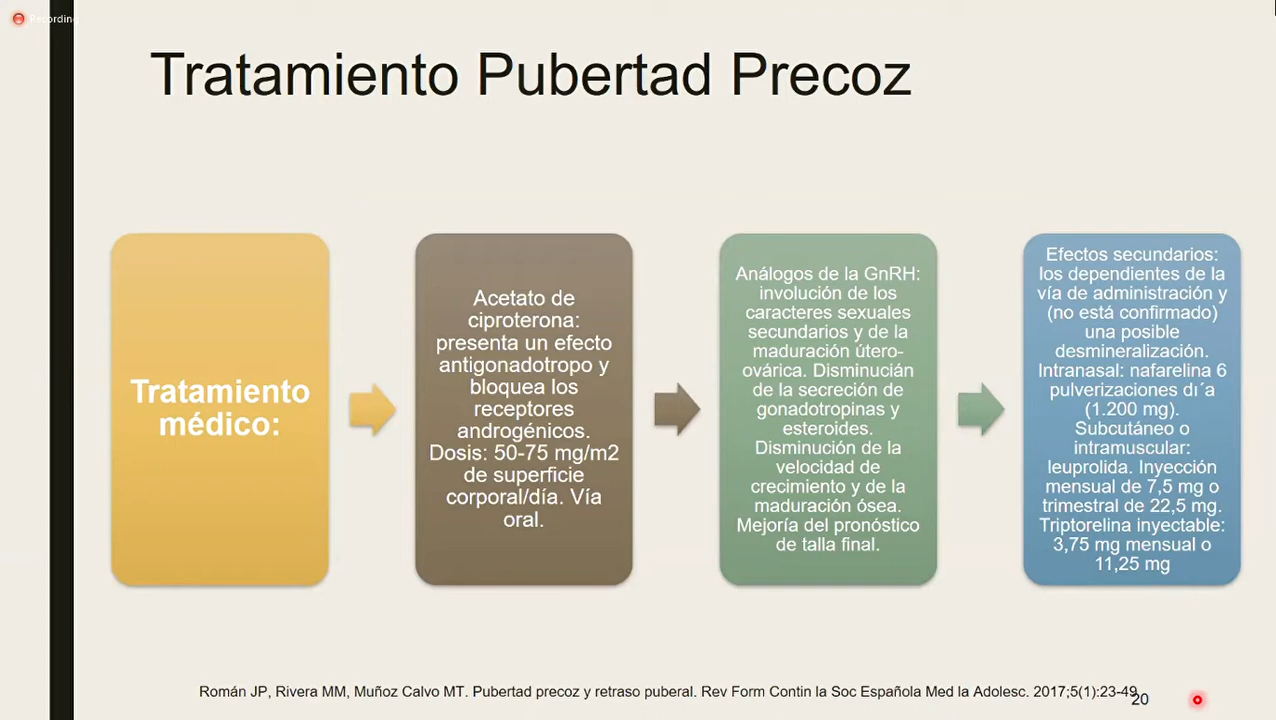 Recording
Tratamiento Pubertad Precoz
Tratamiento
médico:
Acetato de
ciproterona:
presenta un efecto
antigonadotropo y
bloquea los
receptores
androgénicos.
Dosis: 50-75 mg/m2
de superficie
corporal/día. Vía
oral.
Análogos de la GnRH:
involución de los
caracteres sexuales
secundarios y de la
maduración útero-
ovárica. Disminucián
de la secreción de
gonadotropinas y
esteroides.
Disminución de la
velocidad de
crecimiento y de la
maduración ósea.
Mejoría del pronóstico
de talla final.
Efectos secundarios:
los dependientes de la
vía de administración y
(no está confirmado)
una posible
desmineralización.
Intranasal: nafarelina 6
pulverizaciones dı´a
(1.200 mg).
Subcutáneo o
intramuscular:
leuprolida. Inyección
mensual de 7,5 mg o
trimestral de 22,5 mg.
Triptorelina inyectable:
3,75 mg mensual o
11,25 mg
Román JP, Rivera MM, Muñoz Calvo MT. Pubertad precoz y retraso puberal. Rev Form Contin la Soc Española Med la Adolesc. 2017;5(1):23-49.
20